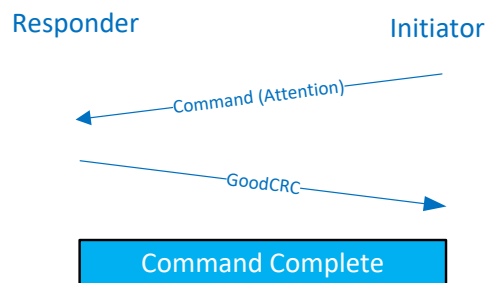 Responder
Initiator
Command (Attention)
GoodCRC
Command Complete